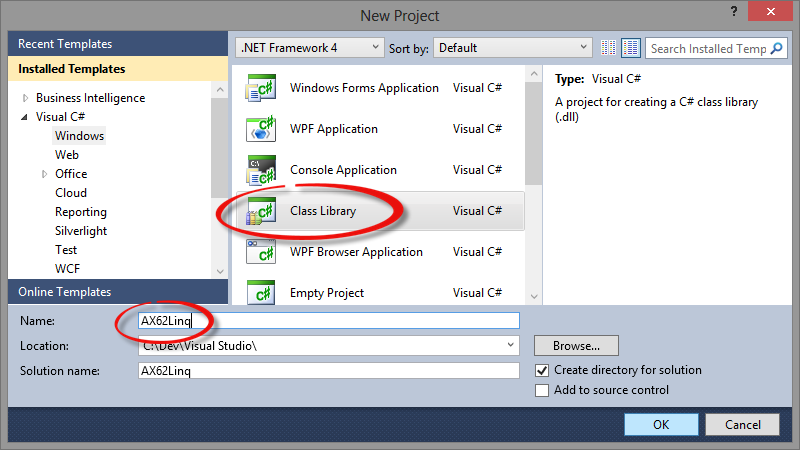 New Project
?
Recent Templates
Installed Templates
Business Intelligence
Visual C#
Windows
Web
Office
Cloud
Reporting
Silverlight
Test
WCF
Online Templates
.NET Framework 4
Sort by:
Default
Search Installed Temp
Windows Forms Application Visual C#
WPF Application Visual C#
Console Application Visual C#
Class Library Visual C#
WPF Browser Application Visual C#
Empty Project Visual C#
Type: Visual C#
A project for creating a C# class library
(.dll)
Name: AX62Linq
Location: C:\Dev\Visual Studio\
Browse...
Solution name: AX62Linq
Create directory for solution
Add to source control
OK
Cancel